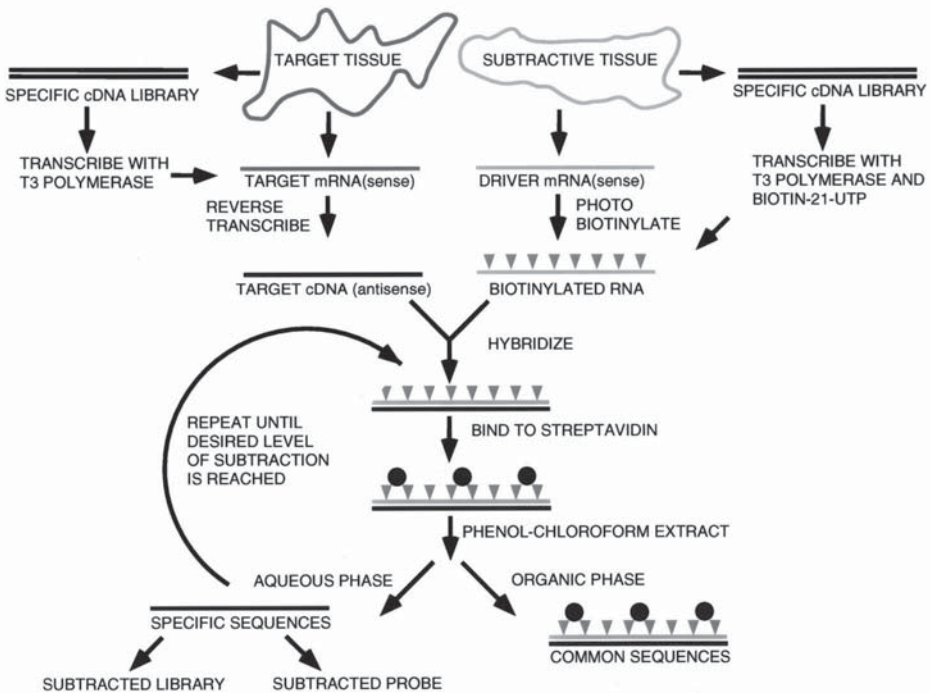 TARGET TISSUE
SUBTRACTIVE TISSUE
SPECIFIC cDNA LIBRARY
SPECIFIC cDNA LIBRARY
TRANSCRIBE WITH
T3 POLYMERASE
TARGET mRNA(sense)
DRIVER mRNA(sense)
TRANSCRIBE WITH
T3 POLYMERASE AND
BIOTIN-21-UTP
REVERSE
TRANSCRIBE
PHOTO
BIOTINYLATE
TARGET cDNA (antisense)
BIOTINYLATED RNA
HYBRIDIZE
REPEAT UNTIL
DESIRED LEVEL
OF SUBTRACTION
IS REACHED
BIND TO STREPTAVIDIN
PHENOL-CHLOROFORM EXTRACT
AQUEOUS PHASE
ORGANIC PHASE
SPECIFIC SEQUENCES
COMMON SEQUENCES
SUBTRACTED LIBRARY
SUBTRACTED PROBE